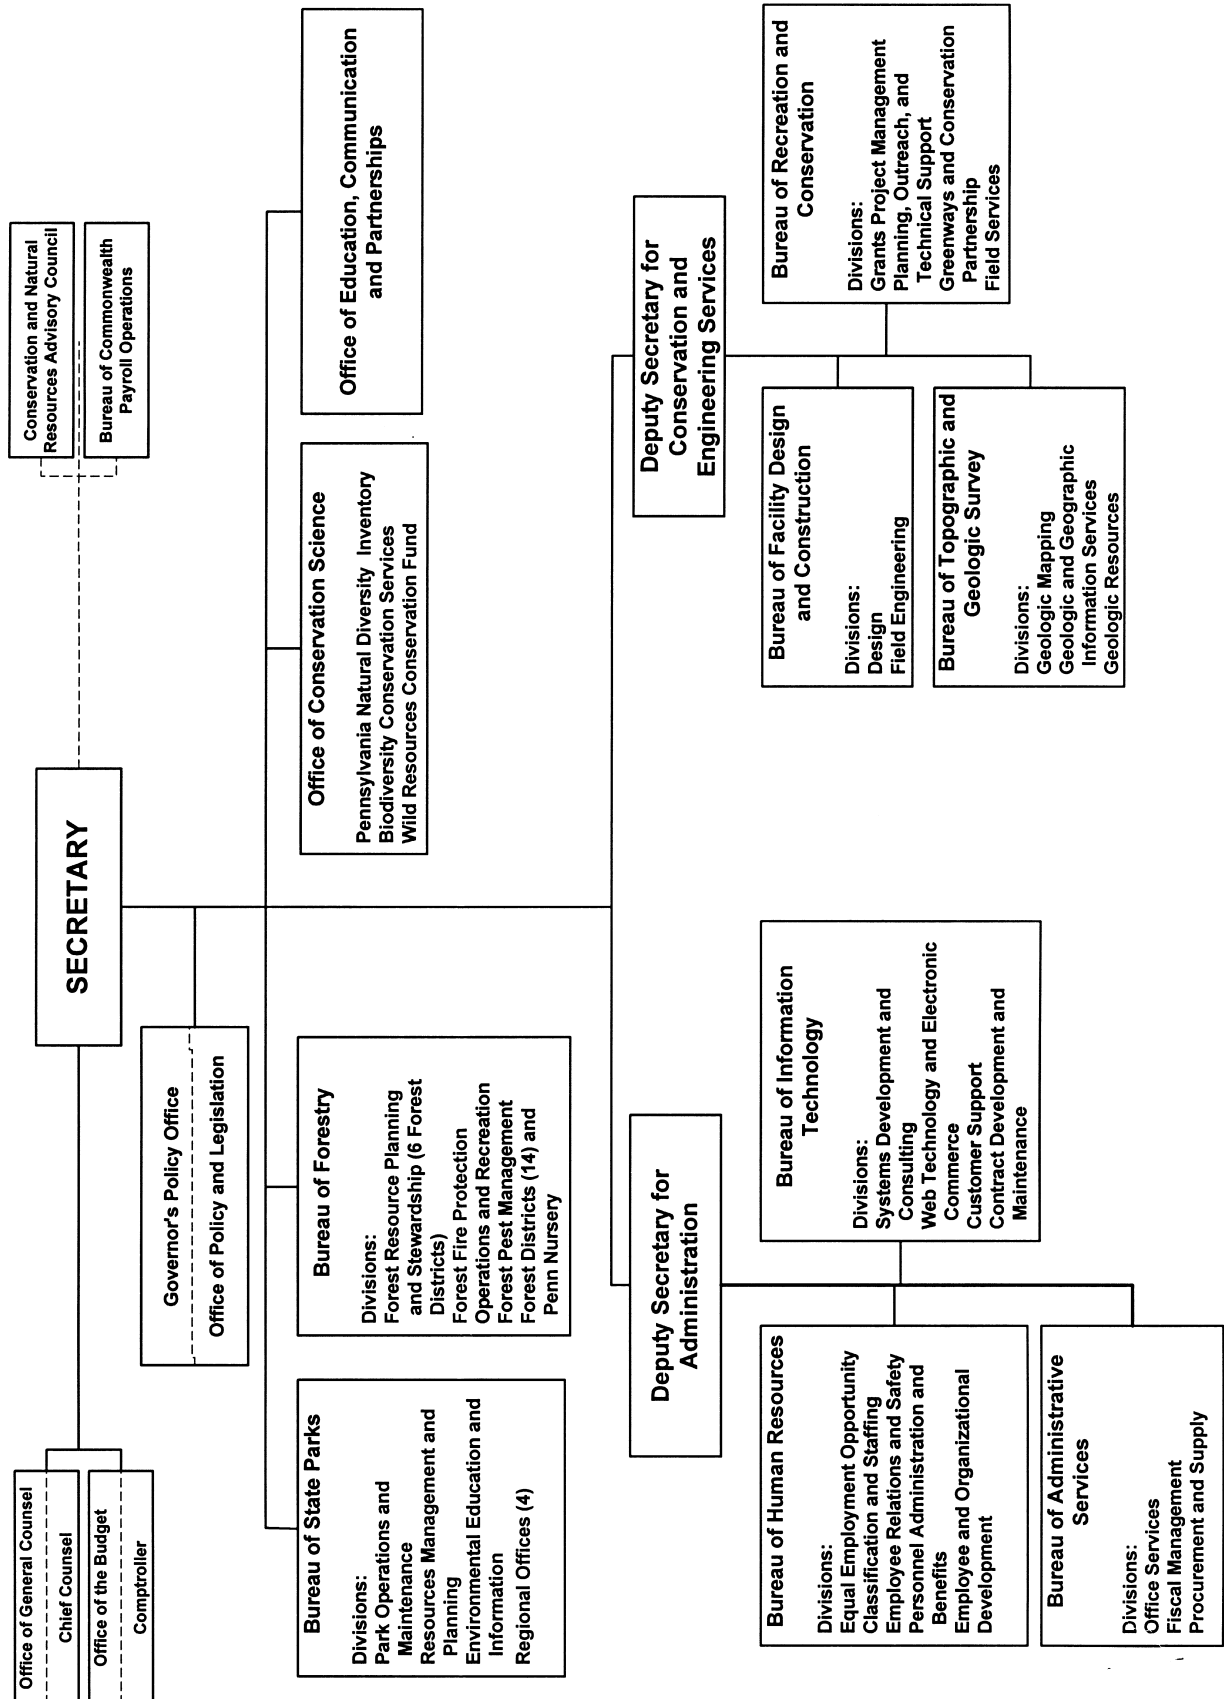 Office of General Counsel
Chief Counsel
Office of the Budget
Comptroller
SECRETARY
Conservation and Natural
Resources Advisory Council
Bureau of Commonwealth
Payroll Operations
Governor's Policy Office
Office of Policy and Legislation
Bureau of State Parks
Divisions:
Park Operations and
Maintenance
Resources Management and
Planning
Environmental Education and
Information
Regional Offices (4)
Bureau of Forestry
Divisions:
Forest Resource Planning
and Stewardship (6 Forest
Districts)
Forest Fire Protection
Operations and Recreation
Forest Pest Management
Forest Districts (14) and
Penn Nursery
Office of Conservation Science
Pennsylvania Natural Diversity Inventory
Biodiversity Conservation Services
Wild Resources Conservation Fund
Office of Education, Communication
and Partnerships
Deputy Secretary for
Administration
Deputy Secretary for
Conservation and
Engineering Services
Bureau of Human Resources
Divisions:
Equal Employment Opportunity
Classification and Staffing
Employee Relations and Safety
Personnel Administration and
Benefits
Employee and Organizational
Development
Bureau of Information
Technology
Divisions:
Systems Development and
Consulting
Web Technology and Electronic
Commerce
Customer Support
Contract Development and
Maintenance
Bureau of Administrative
Services
Divisions:
Office Services
Fiscal Management
Procurement and Supply
Bureau of Facility Design
and Construction
Divisions:
Design
Field Engineering
Bureau of Recreation and
Conservation
Divisions:
Grants Project Management
Planning, Outreach, and
Technical Support
Greenways and Conservation
Partnership
Field Services
Bureau of Topographic and
Geologic Survey
Divisions:
Geologic Mapping
Geologic and Geographic
Information Services
Geologic Resources